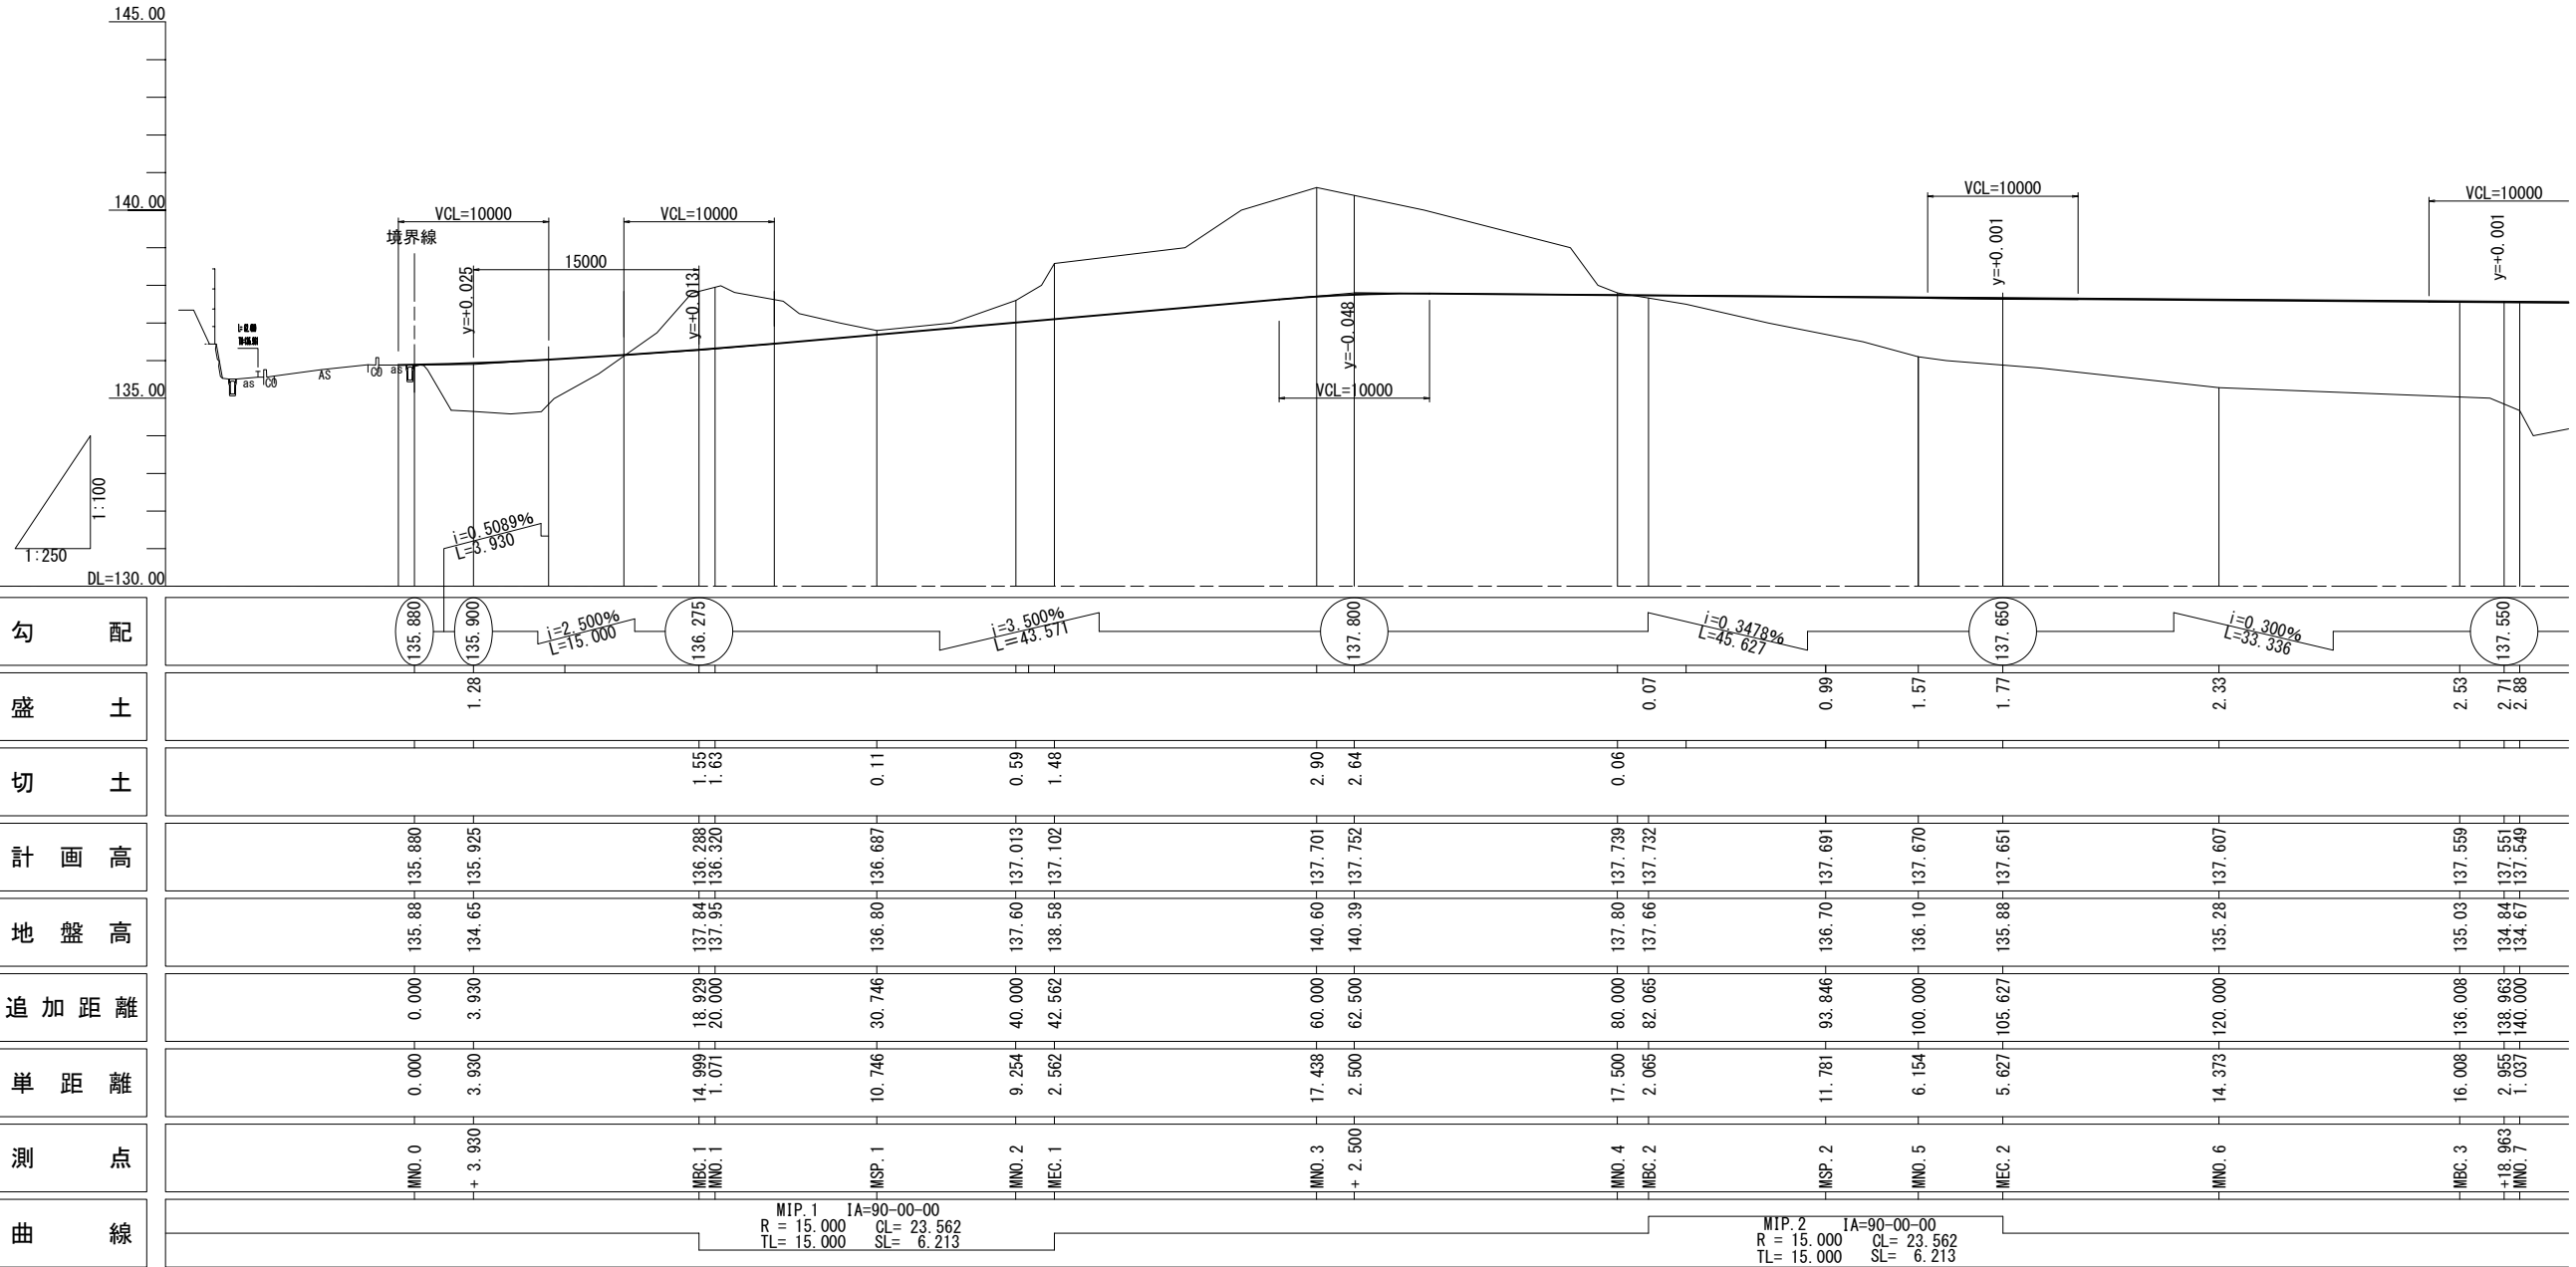 145.00
140.00
135.00
DL=130.00
1:100
1:250
VCL=10000
境界線
15000
VCL=10000
y=+0.025
y=+0.013
as
CO
AS
CO
as
i=0.5089%
L=3.930
y=-0.048
VCL=10000
VCL=10000
y=+0.001
VCL=10000
y=+0.001
勾配
135.880
135.900
i=2.500%
L=15.000
136.275
i=3.500%
L=43.571
137.800
i=0.3478%
L=45.627
137.650
i=0.300%
L=33.336
137.550
盛土
1.28
0.07
0.99
1.57
1.77
2.33
2.53
2.71
2.88
切土
1.55
1.63
0.11
0.59
1.48
2.90
2.64
0.06
計画高
135.880
135.925
136.288
136.320
136.687
137.013
137.102
137.701
137.752
137.739
137.732
137.691
137.670
137.651
137.607
137.559
137.551
137.549
地盤高
135.88
134.65
137.84
137.95
136.80
137.60
138.58
140.60
140.39
137.80
137.66
136.70
136.10
135.88
135.28
135.03
134.84
134.67
追加距離
0.000
3.930
18.929
20.000
30.746
40.000
42.562
60.000
62.500
80.000
82.065
93.846
100.000
105.627
120.000
136.008
138.963
140.000
単距離
0.000
3.930
14.999
1.071
10.746
9.254
2.562
17.438
2.500
17.500
2.065
11.781
6.154
5.627
14.373
16.008
2.955
1.037
測点
MNO.0
+ 3.930
MBC.1
MNO.1
MSP.1
MNO.2
MEC.1
MNO.3
+ 2.500
MNO.4
MBC.2
MSP.2
MNO.5
MEC.2
MNO.6
MBC.3
+18.963
MNO.7
曲線
MIP.1 IA=90-00-00
R = 15.000 CL= 23.562
TL= 15.000 SL= 6.213
MIP.2 IA=90-00-00
R = 15.000 CL= 23.562
TL= 15.000 SL= 6.213